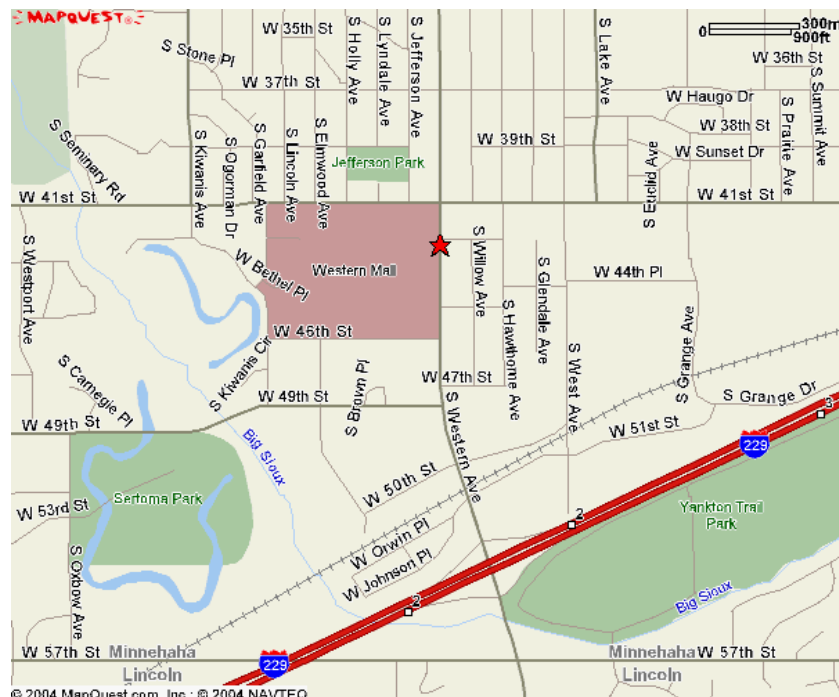 MAPQUEST
300m
0
900ft
W 35th St
S Holly Ave
S Lyndale Ave
S Jefferson Ave
S Lake Ave
W 36th St
S Summit Ave
S Stone Pl
W 37th St
W Haugo Dr
S Seminary Rd
S Kiwanis Ave
S Ogorman Dr
S Garfield Ave
S Lincoln Ave
S Elmwood Ave
W 39th St
W 38th St
S Prairie Ave
Jefferson Park
W Sunset Dr
S Euclid Ave
W 41st St
W 41st St
S Westport Ave
W Bethel Pl
Western Mall
S Willow Ave
S Glendale Ave
W 44th Pl
S Hawthorne Ave
W 46th St
S Kiwanis Cir
S Carnegie Pl
S Brown Pl
W 47th St
S West Ave
S Grange Ave
S Grange Dr
W 49th St
W 49th St
S Western Ave
W 51st St
3
229
Big Sioux
Sertoma Park
W 50th St
W 53rd St
Yankton Trail
Park
2
S Oxbow Ave
W Orwin Pl
W Johnson Pl
2
Big Sioux
W 57th St
Minnehaha
Lincoln
229
Minnehaha
Lincoln
W 57th St
© 2004 MapQuest.com, Inc.; © 2004 NAVTEQ